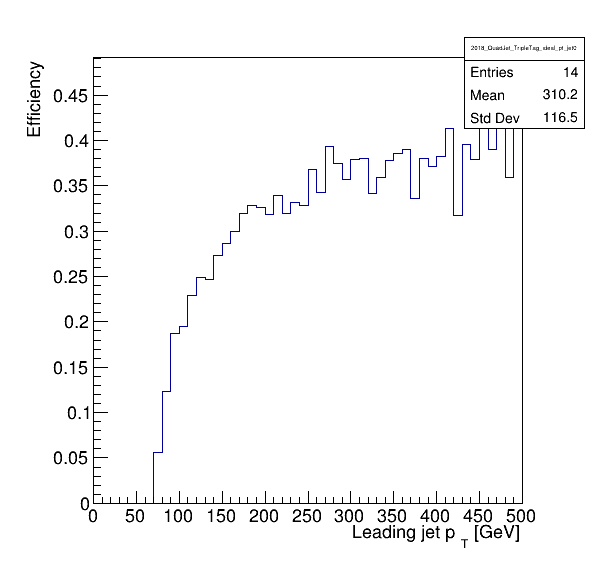 2018_QuadJet_TripleTag_ideal_pt_jet0
Entries 14
Mean 310.2
Std Dev 116.5
Efficiency
0.45
0.4
0.35
0.3
0.25
0.2
0.15
0.1
0.05
0
0 50 100 150 200 250 300 350 400 450 500
Leading jet p T [GeV]